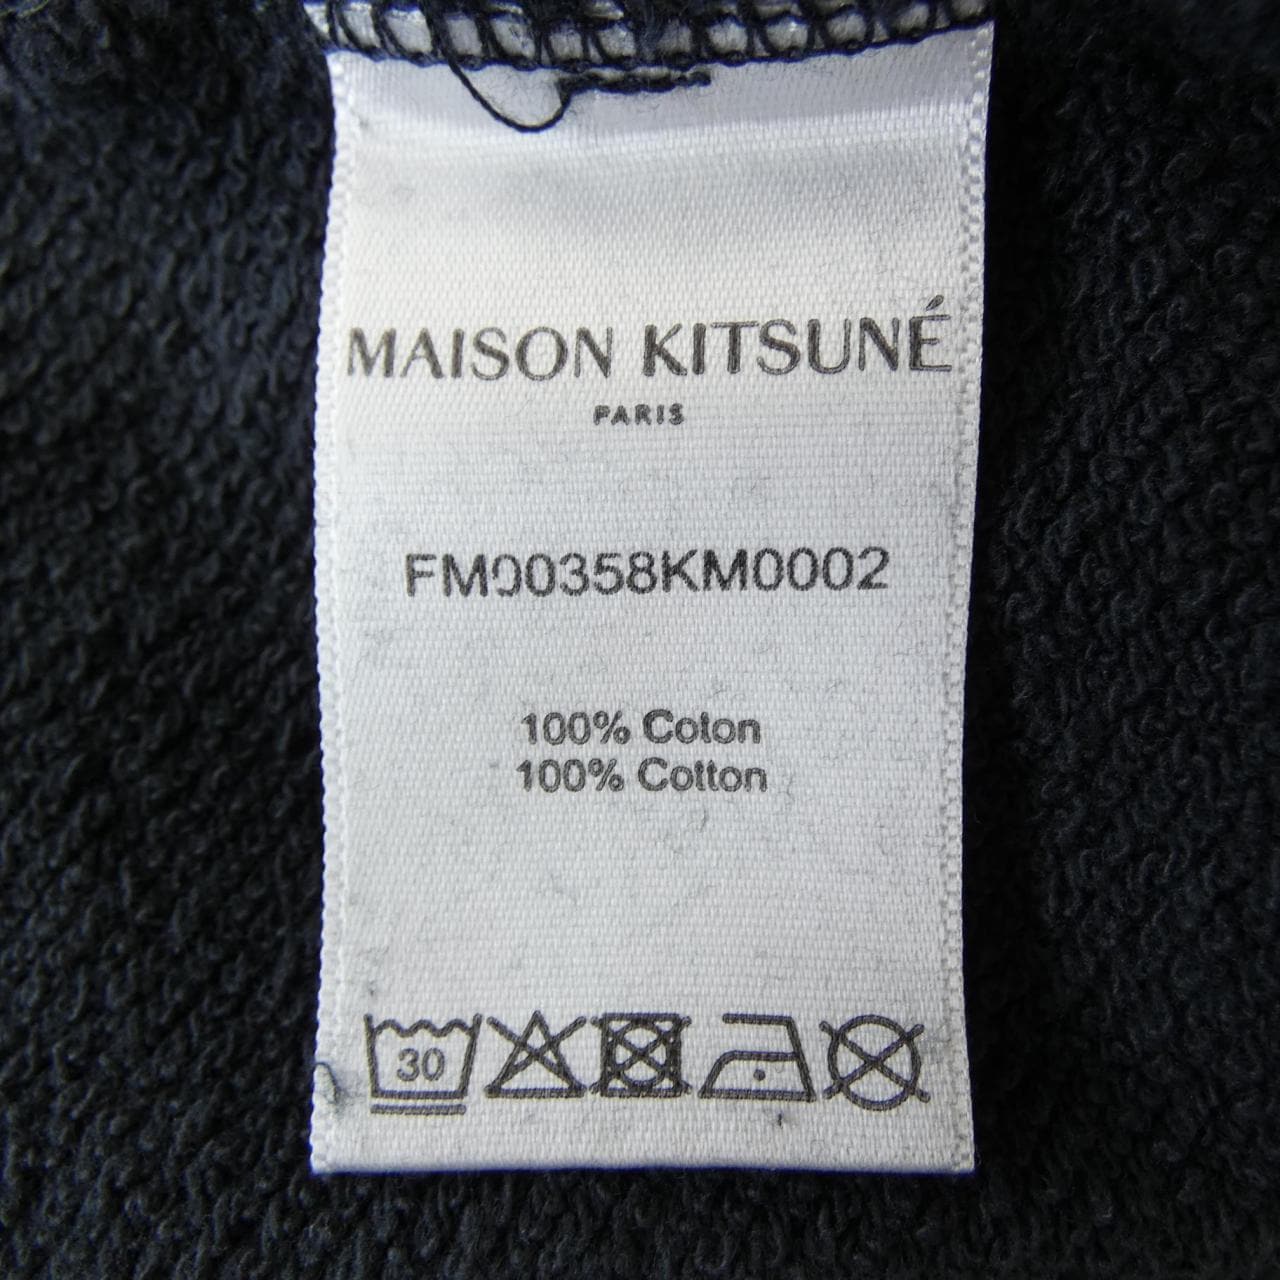 MAISON KITSUNÉ
PARIS
FM00358KM0002
100% Coton
100% Cotton
30